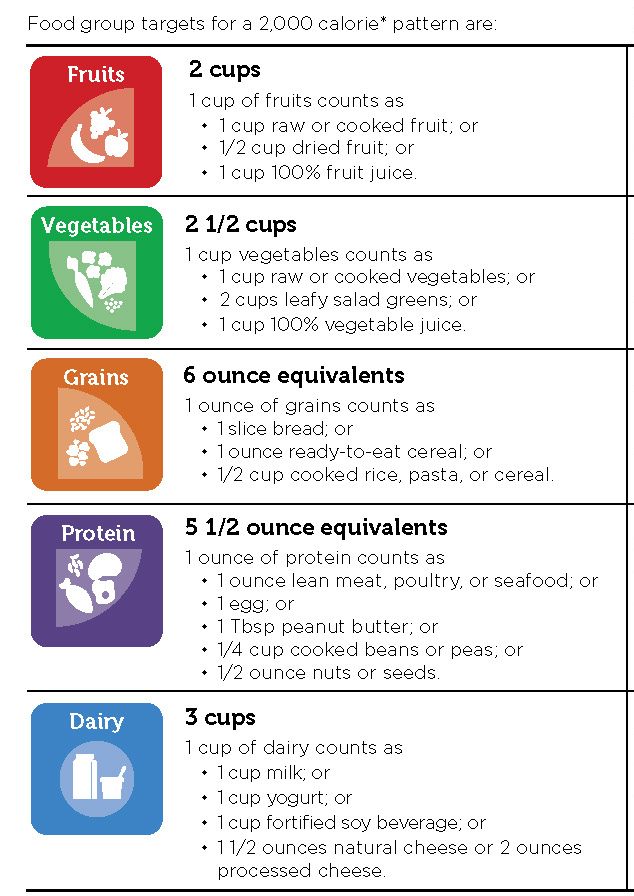 Food group targets for a 2,000 calorie* pattern are:
Fruits
2 cups
1 cup of fruits counts as
• 1 cup raw or cooked fruit; or
• 1/2 cup dried fruit; or
• 1 cup 100% fruit juice.
Vegetables
2 1/2 cups
1 cup vegetables counts as
• 1 cup raw or cooked vegetables; or
• 2 cups leafy salad greens; or
• 1 cup 100% vegetable juice.
Grains
6 ounce equivalents
1 ounce of grains counts as
• 1 slice bread; or
• 1 ounce ready-to-eat cereal; or
• 1/2 cup cooked rice, pasta, or cereal.
Protein
5 1/2 ounce equivalents
1 ounce of protein counts as
• 1 ounce lean meat, poultry, or seafood; or
• 1 egg; or
• 1 Tbsp peanut butter; or
• 1/4 cup cooked beans or peas; or
• 1/2 ounce nuts or seeds.
Dairy
3 cups
1 cup of dairy counts as
• 1 cup milk; or
• 1 cup yogurt; or
• 1 cup fortified soy beverage; or
• 1 1/2 ounces natural cheese or 2 ounces
processed cheese.